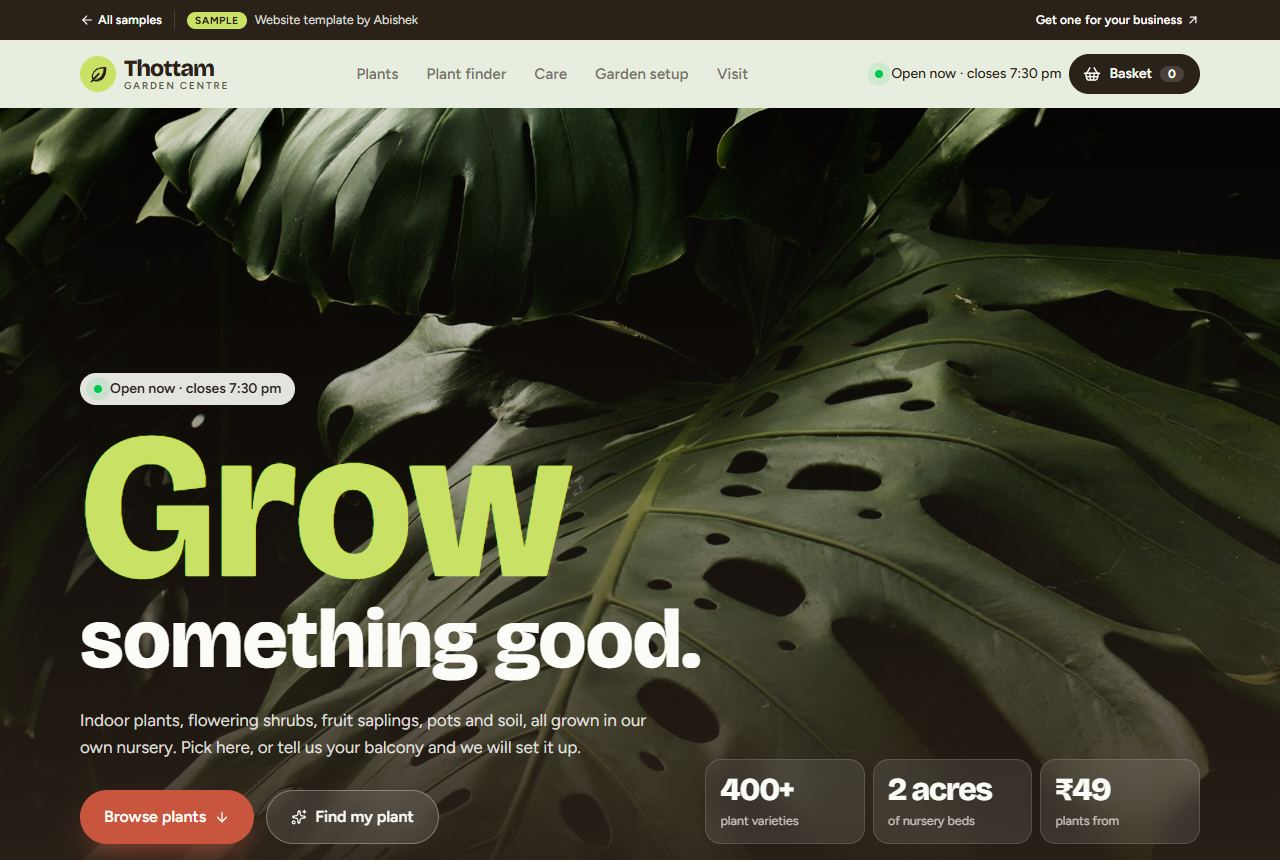 All samples
SAMPLE
Website template by Abishek
Get one for your business
Thottam
GARDEN CENTRE
Plants
Plant finder
Care
Garden setup
Visit
Open now · closes 7:30 pm
Basket 0
Open now · closes 7:30 pm
Grow
something good.
Indoor plants, flowering shrubs, fruit saplings, pots and soil, all grown in our
own nursery. Pick here, or tell us your balcony and we will set it up.
Browse plants
Find my plant
400+
plant varieties
2 acres
of nursery beds
₹49
plants from